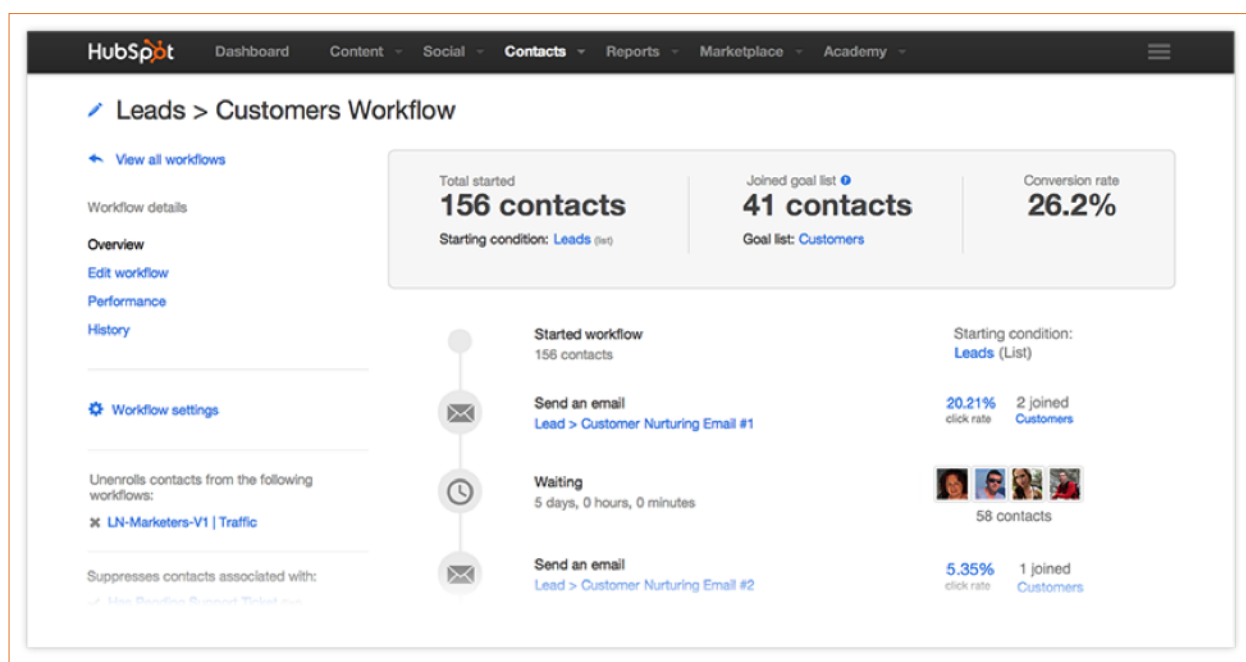 HubSpot Dashboard Content Social Contacts Reports Marketplace Academy
Leads > Customers Workflow
View all workflows
Workflow details
Overview
Edit workflow
Performance
History
Workflow settings
Unenrolls contacts from the following
workflows:
LN-Marketers-V1 | Traffic
Suppresses contacts associated with:
Has Pending Support Ticket
Total started
156 contacts
Starting condition: Leads (list)
Joined goal list
41 contacts
Goal list: Customers
Conversion rate
26.2%
Started workflow
156 contacts
Starting condition:
Leads (List)
Send an email
Lead > Customer Nurturing Email #1
20.21% 2 joined
click rate Customers
Waiting
5 days, 0 hours, 0 minutes
58 contacts
Send an email
Lead > Customer Nurturing Email #2
5.35% 1 joined
click rate Customers